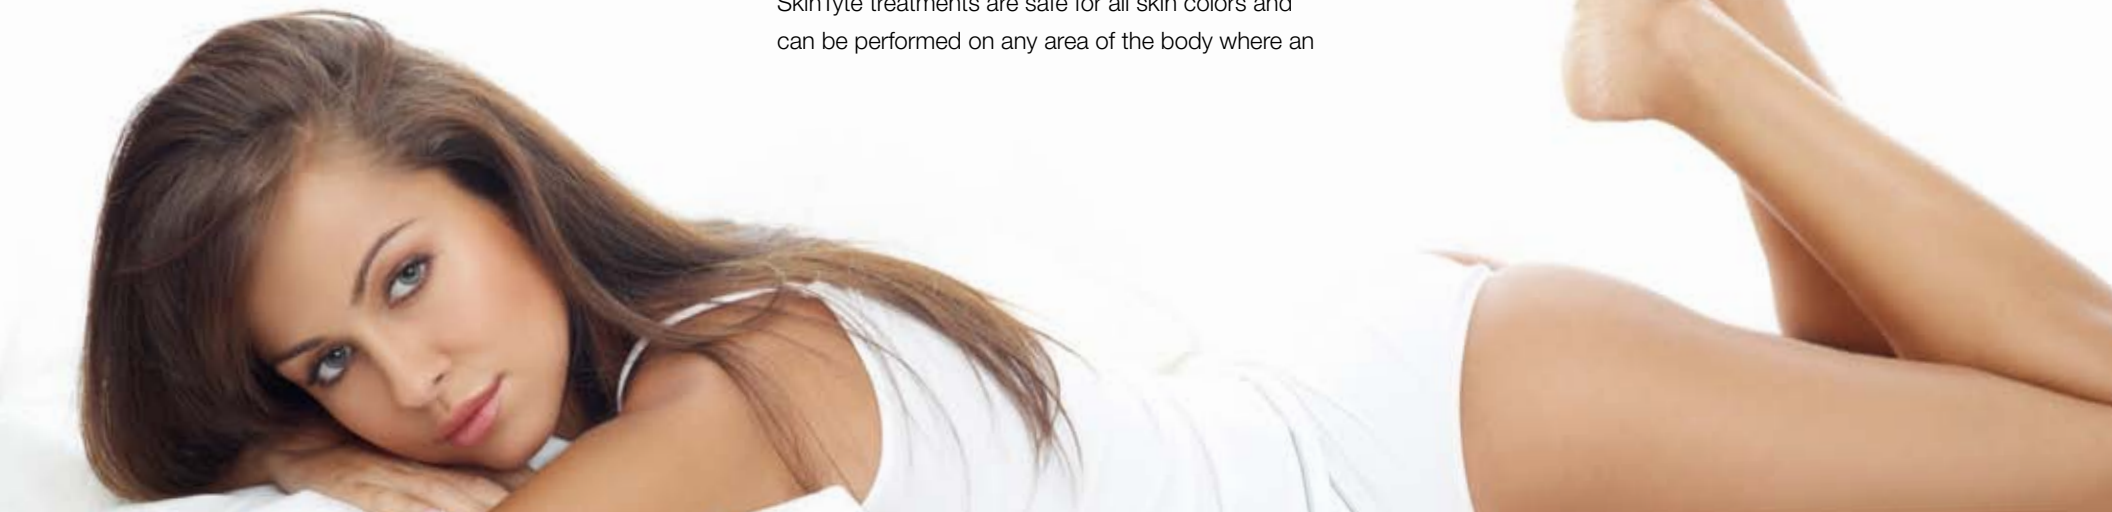 SkinTyte treatments are safe for all skin colors and
can be performed on any area of the body where an